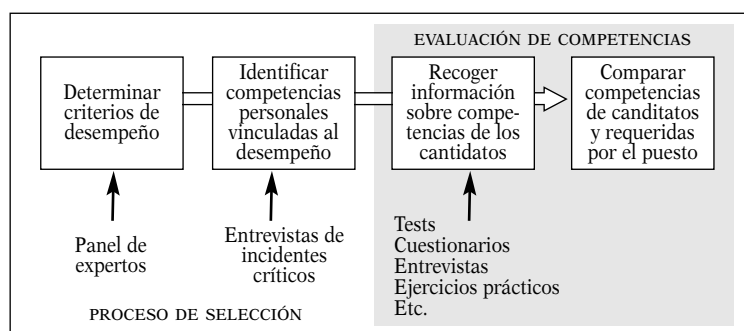 EVALUACIÓN DE COMPETENCIAS
Determinar
criterios de
desempeño
Identificar
competencias
personales
vinculadas al
desempeño
Recoger
información
sobre compe-
tencias de los
cantidatos
Comparar
competencias
de canditatos
y requeridas
por el puesto
Panel de
expertos
Entrevistas de
incidentes
críticos
Tests
Cuestionarios
Entrevistas
Ejercicios prácticos
Etc.
PROCESO DE SELECCIÓN